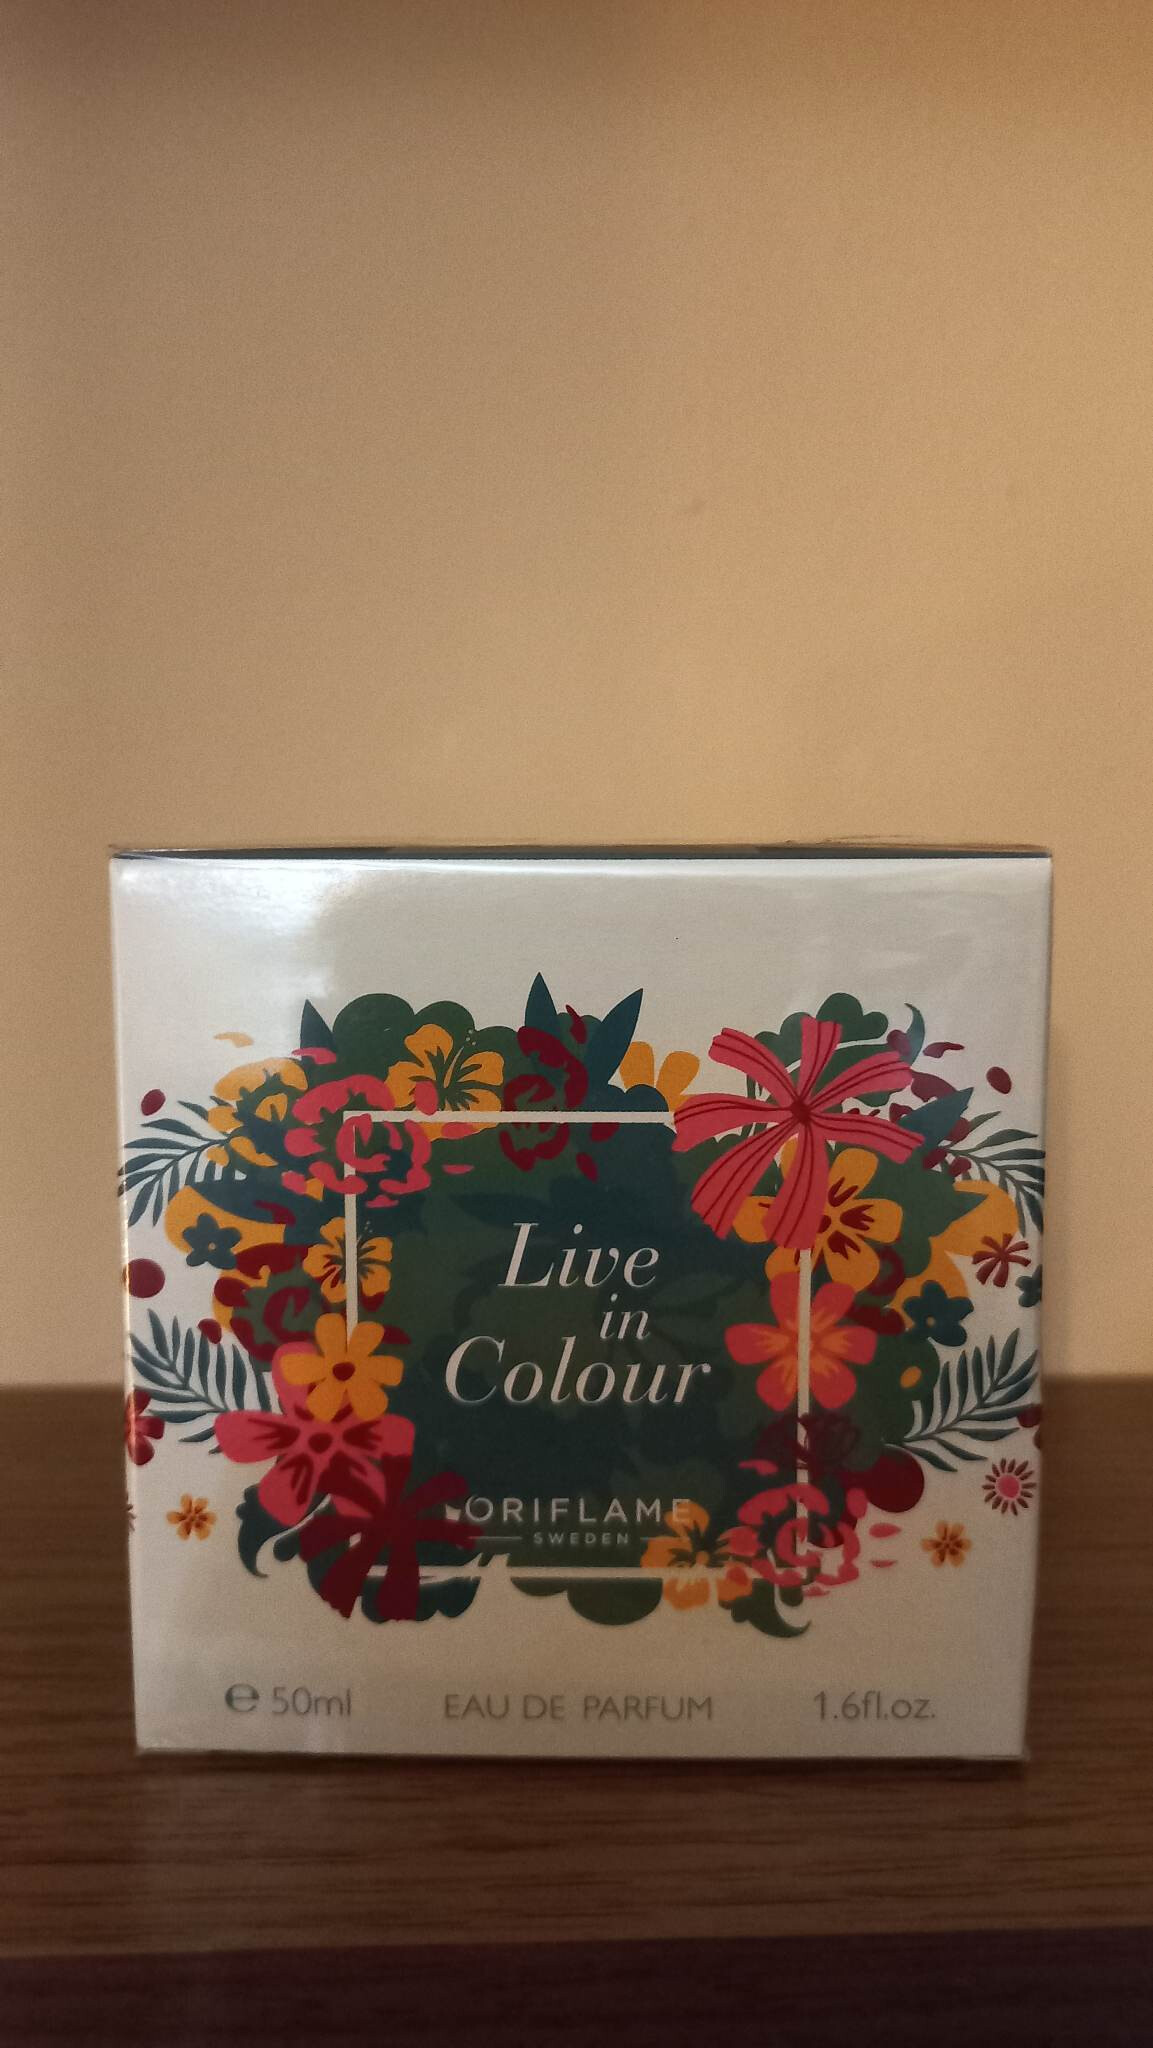 Live
in
Colour
ORIFLAME
SWEDEN
℮ 50ml EAU DE PARFUM 1.6fl.oz.